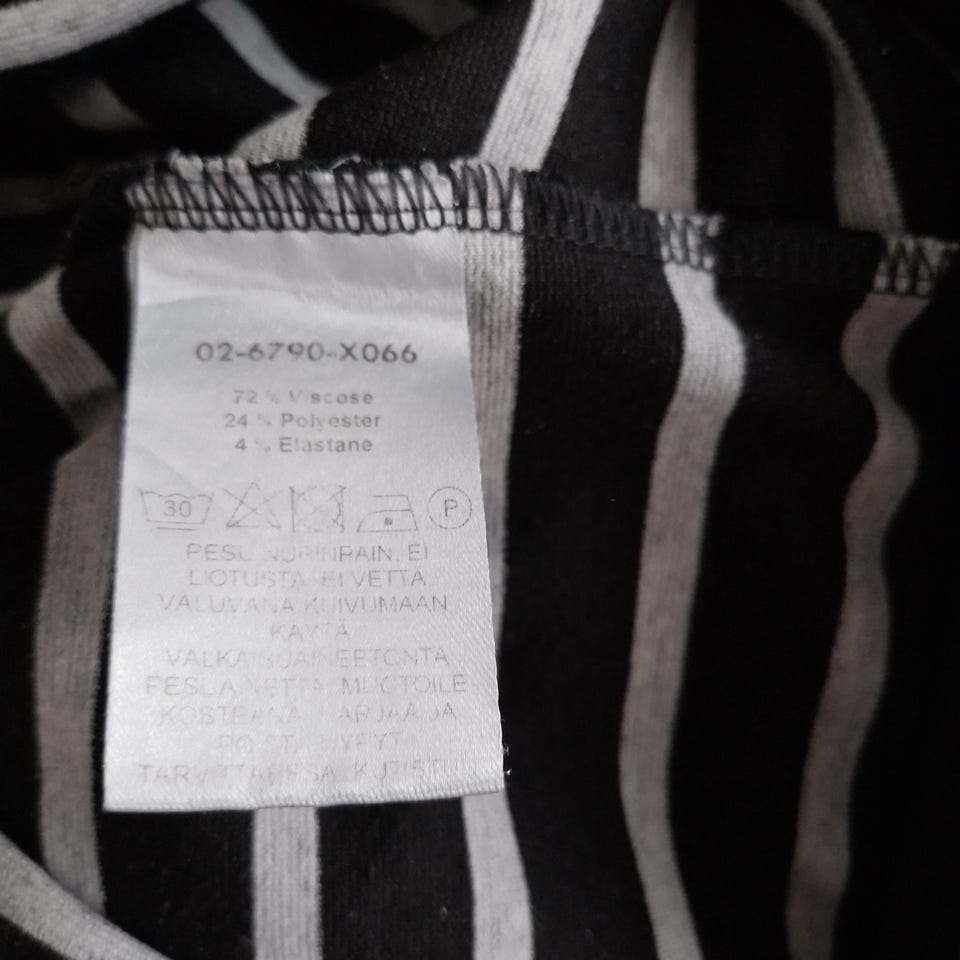 02-6790-X066
72 % Viscose
24 % Polyester
4 % Elastane
30 P
PESU NURINPÄIN. EI
LIOTUSTA. EI VETTÄ
VALUVANA KUIVUMAAN
KÄYTÄ
VALKAISUAINEETONTA
PESUAINETTA. MUOTOILE
KOSTEANA. HARJAA JA
POISTA NYPYT
TARVITTAESSA. KUTISTUU